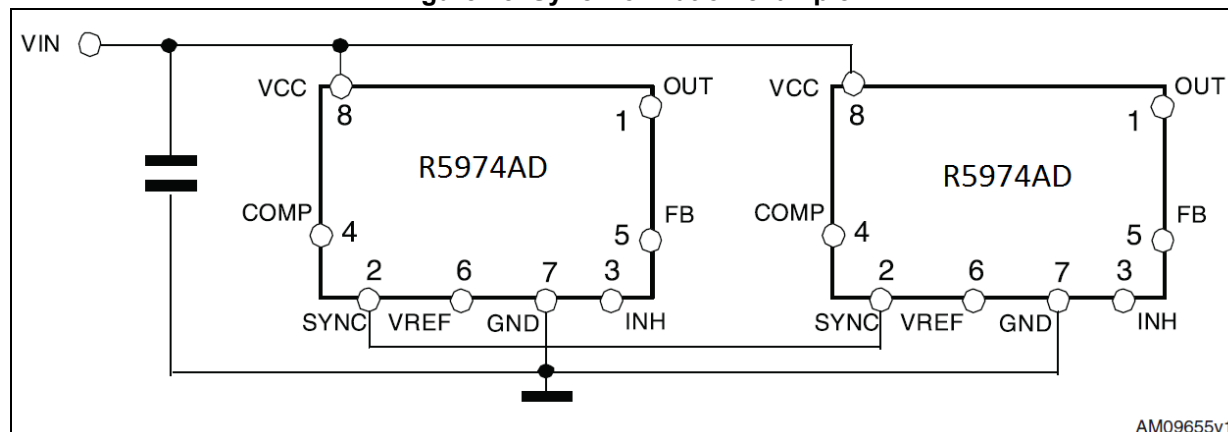 VIN
VCC
8
OUT
1
R5974AD
COMP
4
FB
5
2
6
7
3
SYNC
VREF
GND
INH
VCC
8
OUT
1
R5974AD
COMP
4
FB
5
2
6
7
3
SYNC
VREF
GND
INH
AM09655v1